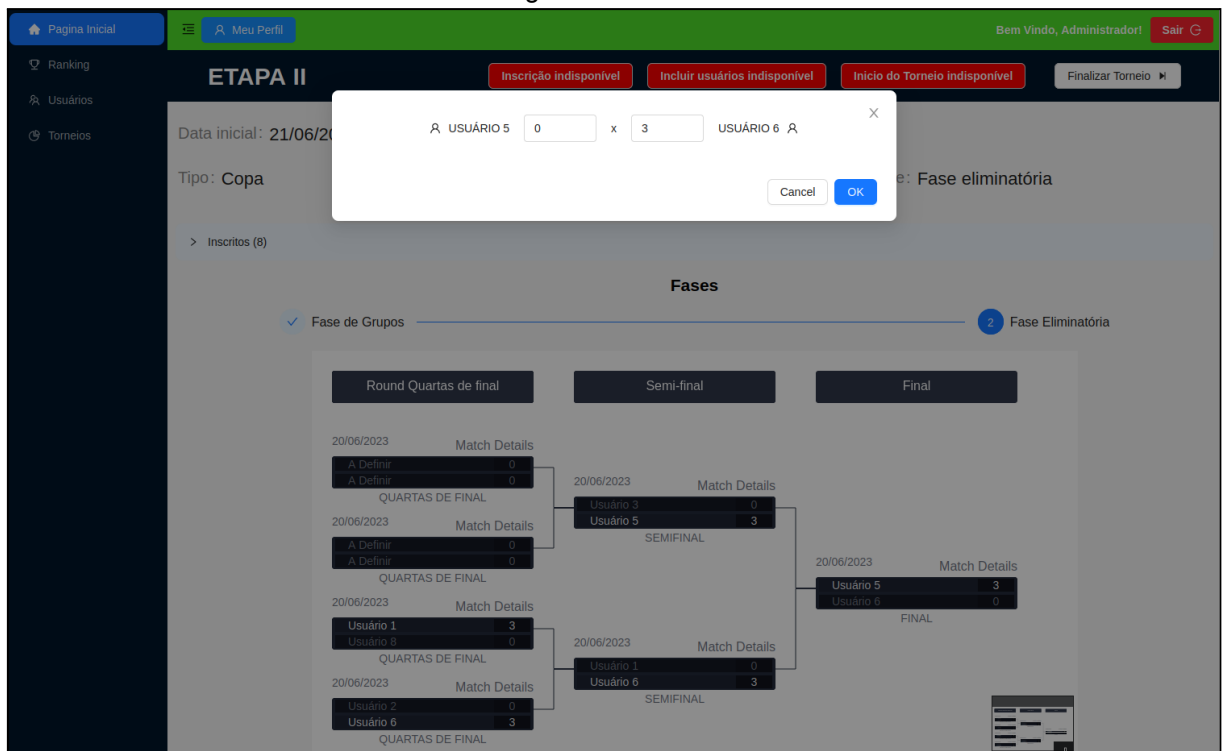 Pagina Inicial
Meu Perfil
Bem Vindo, Administrador!
Sair
Ranking
Usuários
Torneios
ETAPA II
Inscrição indisponível
Incluir usuários indisponível
Inicio do Torneio indisponível
Finalizar Torneio
USUÁRIO 5 0 x 3 USUÁRIO 6
Cancel OK
Data inicial: 21/06/20
Tipo: Copa
e: Fase eliminatória
Inscritos (8)
Fases
Fase de Grupos
2 Fase Eliminatória
Round Quartas de final
Semi-final
Final
20/06/2023 Match Details
A Definir 0
A Definir 0
QUARTAS DE FINAL
20/06/2023 Match Details
A Definir 0
A Definir 0
QUARTAS DE FINAL
20/06/2023 Match Details
Usuário 1 3
Usuário 8 0
QUARTAS DE FINAL
20/06/2023 Match Details
Usuário 2 0
Usuário 6 3
QUARTAS DE FINAL
20/06/2023 Match Details
Usuário 3 0
Usuário 5 3
SEMIFINAL
20/06/2023 Match Details
Usuário 1 0
Usuário 6 3
SEMIFINAL
20/06/2023 Match Details
Usuário 5 3
Usuário 6 0
FINAL